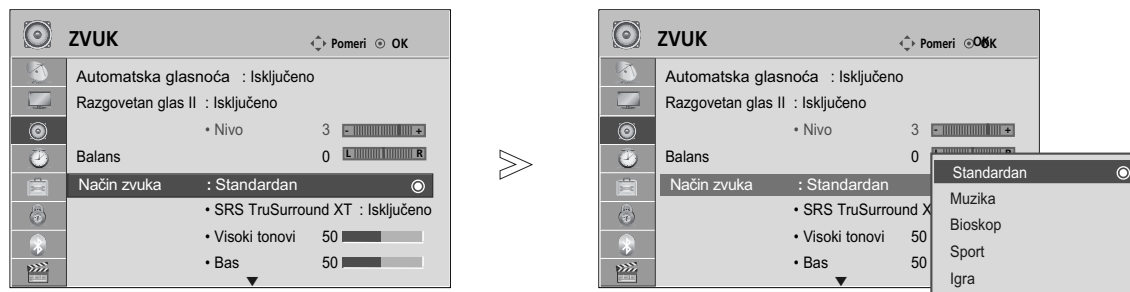 ZVUK
Pomeri OK
Automatska glasnoća : Isključeno
Razgovetan glas II : Isključeno
• Nivo 3 - +
Balans 0 L R
Način zvuka : Standardan
• SRS TruSurround XT : Isključeno
• Visoki tonovi 50
• Bas 50
ZVUK
Pomeri OK
Automatska glasnoća : Isključeno
Razgovetan glas II : Isključeno
• Nivo 3 - +
Balans 0
Način zvuka : Standardan
• SRS TruSurround X
• Visoki tonovi 50
• Bas 50
Standardan
Muzika
Bioskop
Sport
Igra